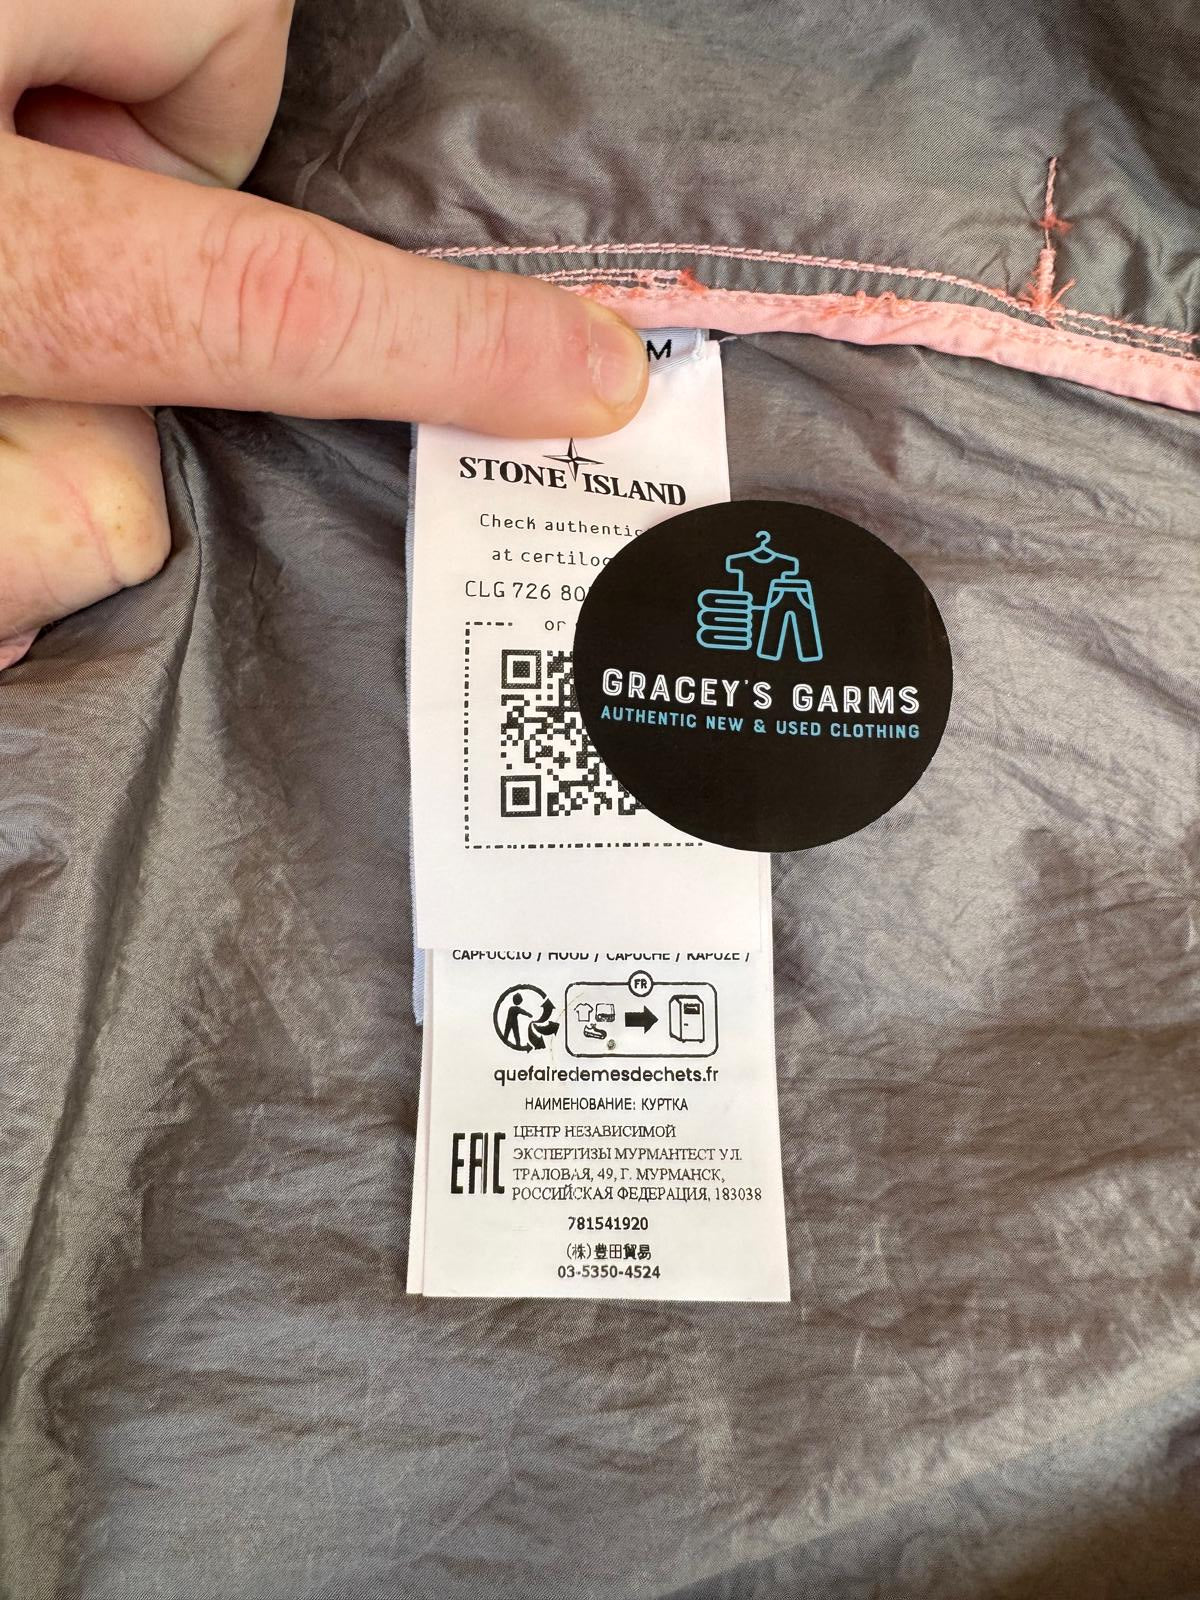 M
STONE ISLAND
Check authentic
at certilog
CLG 726 80
or
GRACEY'S GARMS
AUTHENTIC NEW & USED CLOTHING
CAPPUCCIO / HOOD / CAPUCHE / KAPUZE /
FR
quefairedemesdechets.fr
НАИМЕНОВАНИЕ: КУРТКА
EAC
ЦЕНТР НЕЗАВИСИМОЙ
ЭКСПЕРТИЗЫ МУРМАНТЕСТ УЛ.
ТРАЛОВАЯ, 49, Г. МУРМАНСК,
РОССИЙСКАЯ ФЕДЕРАЦИЯ, 183038
781541920
(株)豊田貿易
03-5350-4524